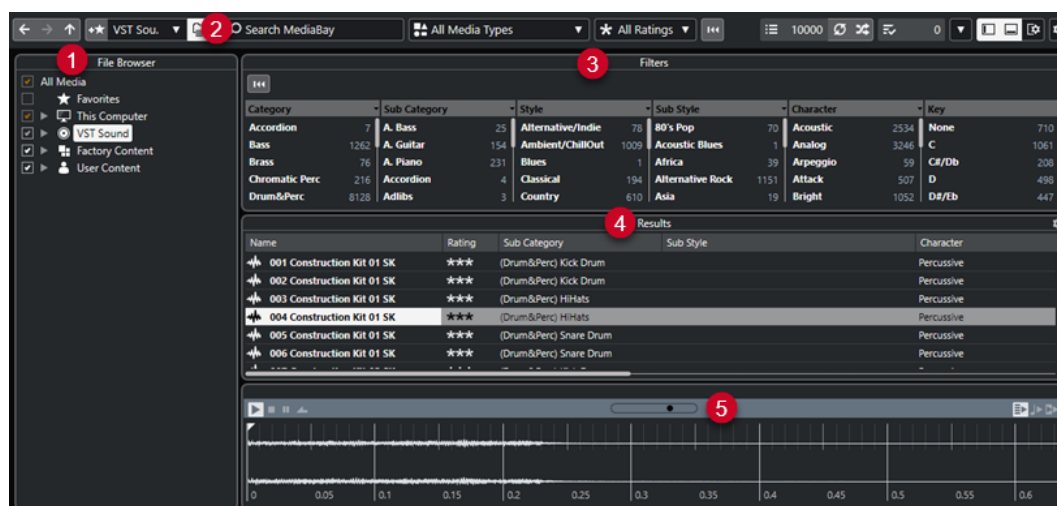 VST Sou.
2
Search MediaBay
All Media Types
All Ratings
10000
0
1
File Browser
All Media
Favorites
This Computer
VST Sound
Factory Content
User Content
3
Filters
Category Sub Category Style Sub Style Character Key
Accordion 7 A. Bass 25 Alternative/Indie 78 80's Pop 70 Acoustic 2534 None 710
Bass 1262 A. Guitar 154 Ambient/ChillOut 1009 Acoustic Blues 1 Analog 3246 C 1061
Brass 76 A. Piano 231 Blues 1 Africa 39 Arpeggio 59 C#/Db 208
Chromatic Perc 216 Accordion 4 Classical 194 Alternative Rock 1151 Attack 507 D 498
Drum&Perc 8128 Adlibs 3 Country 610 Asia 19 Bright 1052 D#/Eb 447
4
Results
Name Rating Sub Category Sub Style Character
001 Construction Kit 01 SK (Drum&Perc) Kick Drum Percussive
002 Construction Kit 01 SK (Drum&Perc) Kick Drum Percussive
003 Construction Kit 01 SK (Drum&Perc) HiHats Percussive
004 Construction Kit 01 SK (Drum&Perc) HiHats Percussive
005 Construction Kit 01 SK (Drum&Perc) Snare Drum Percussive
006 Construction Kit 01 SK (Drum&Perc) Snare Drum Percussive
5
0 0.05 0.1 0.15 0.2 0.25 0.3 0.35 0.4 0.45 0.5 0.55 0.6